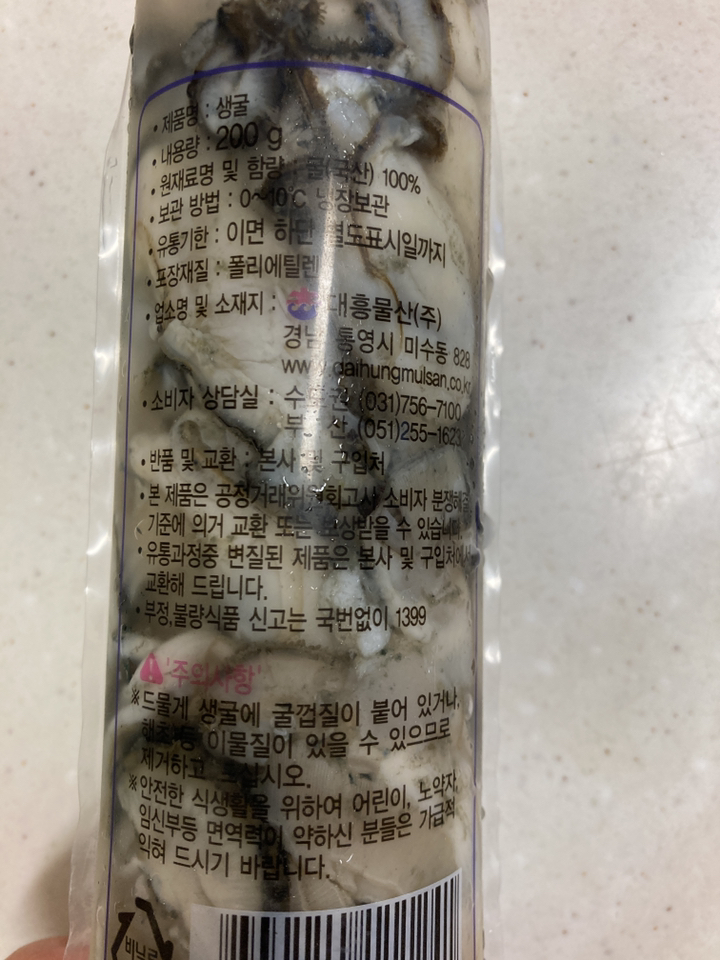 • 제품명 : 생굴
• 내용량 : 200 g
• 원재료명 및 함량 : 굴(국산) 100%
• 보관 방법 : 0~10℃ 냉장보관
• 유통기한 : 이면 하단 별도표시일까지
• 포장재질 : 폴리에틸렌
• 업소명 및 소재지 : 대흥물산(주)
경남 통영시 미수동 828
www.daihungmulsan.co.kr
• 소비자 상담실 : 수도권 (031)756-7100
부 산 (051)255-1623
• 반품 및 교환 : 본사 및 구입처
• 본 제품은 공정거래위원회고시 소비자 분쟁해결
기준에 의거 교환 또는 보상받을 수 있습니다.
• 유통과정중 변질된 제품은 본사 및 구입처에서
교환해 드립니다.
• 부정,불량식품 신고는 국번없이 1399
'주의사항'
※드물게 생굴에 굴껍질이 붙어 있거나,
해초등 이물질이 있을 수 있으므로
제거하고 드십시오.
※안전한 식생활을 위하여 어린이, 노약자,
임신부등 면역력이 약하신 분들은 가급적
익혀 드시기 바랍니다.
비닐류